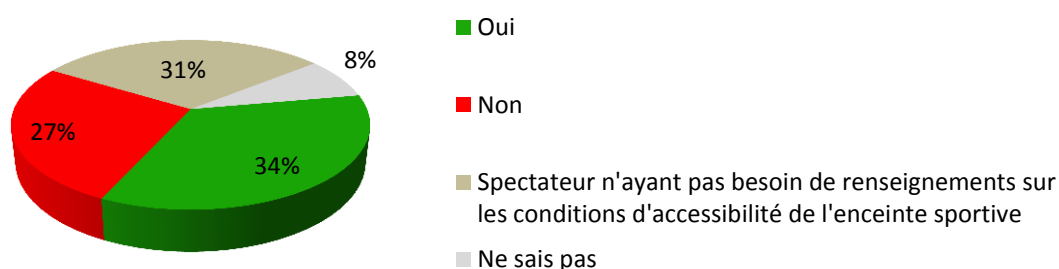 Oui
31%
8%
Non
27%
34%
Spectateur n'ayant pas besoin de renseignements sur
les conditions d'accessibilité de l'enceinte sportive
Ne sais pas